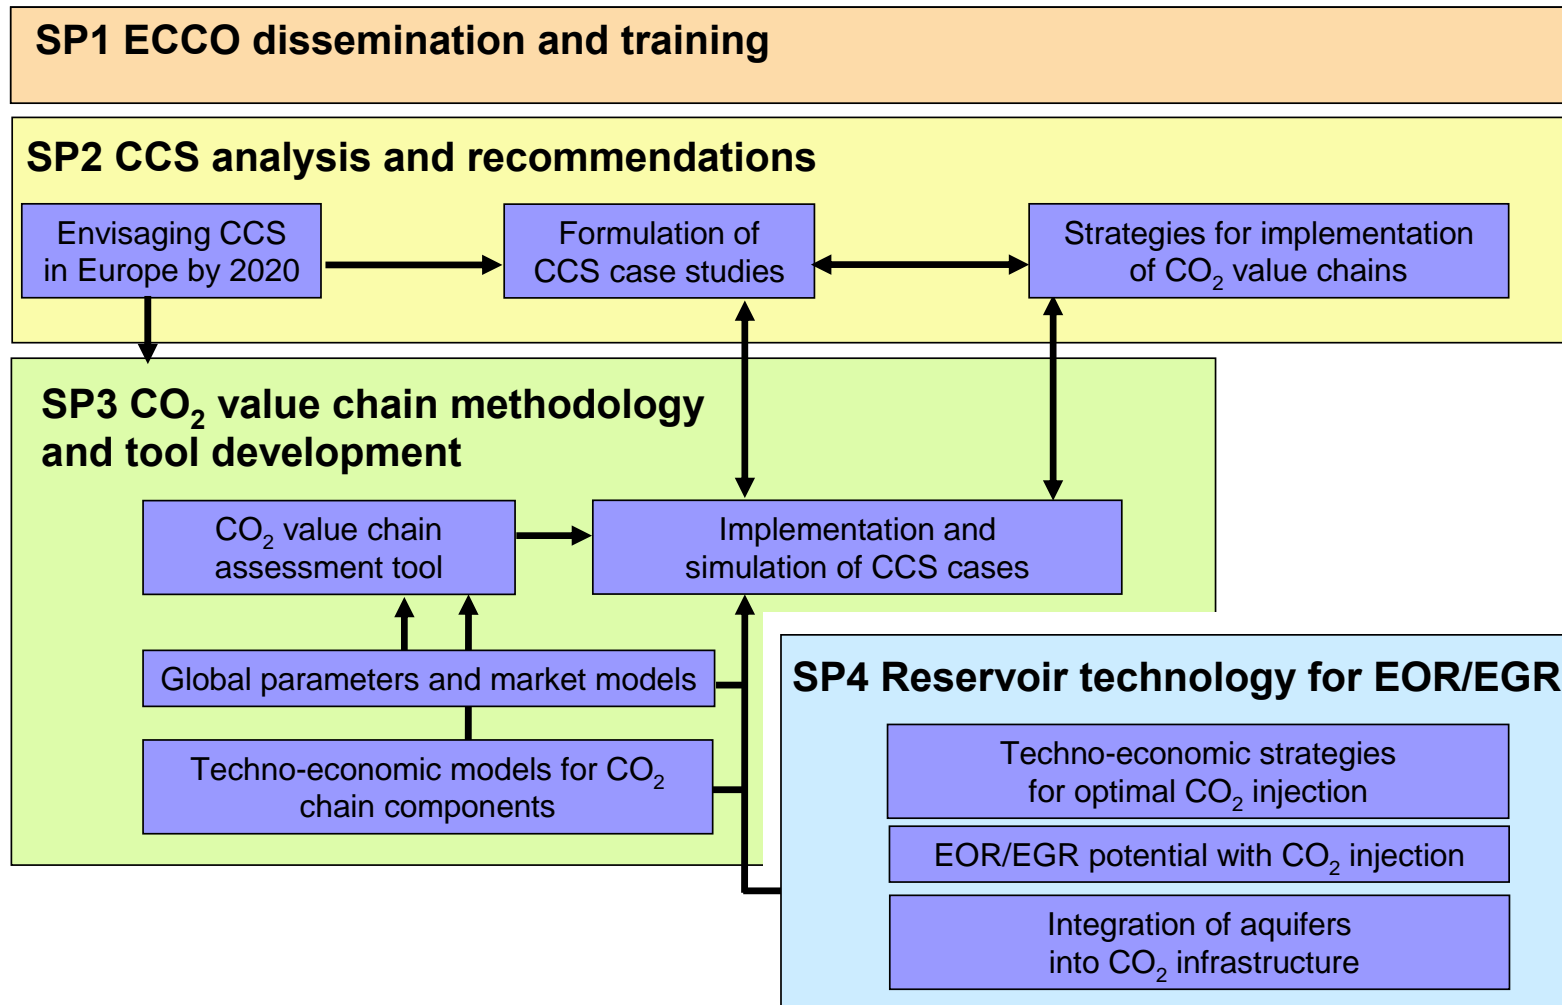 SP1 ECCO dissemination and training
SP2 CCS analysis and recommendations
Envisaging CCS
in Europe by 2020
Formulation of
CCS case studies
Strategies for implementation
of CO₂ value chains
SP3 CO₂ value chain methodology
and tool development
CO₂ value chain
assessment tool
Implementation and
simulation of CCS cases
Global parameters and market models
Techno-economic models for CO₂
chain components
SP4 Reservoir technology for EOR/EGR
Techno-economic strategies
for optimal CO₂ injection
EOR/EGR potential with CO₂ injection
Integration of aquifers
into CO₂ infrastructure